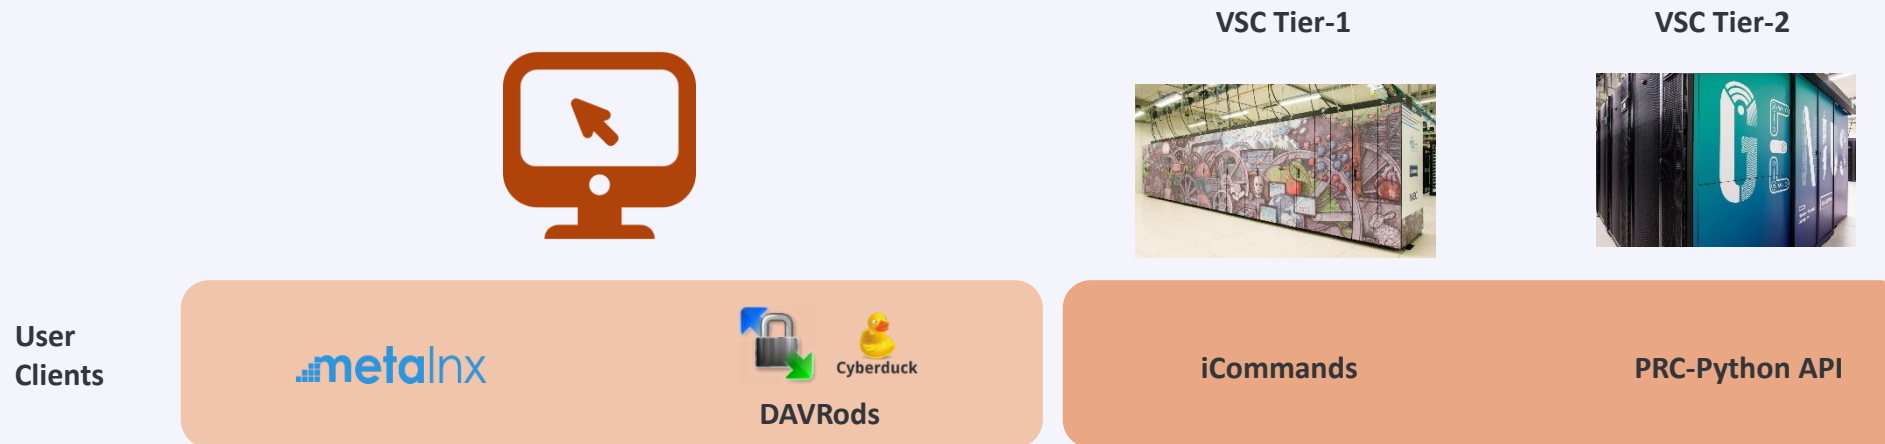 VSC Tier-1
VSC Tier-2
User
Clients
metalnx
Cyberduck
DAVRods
iCommands
PRC-Python API